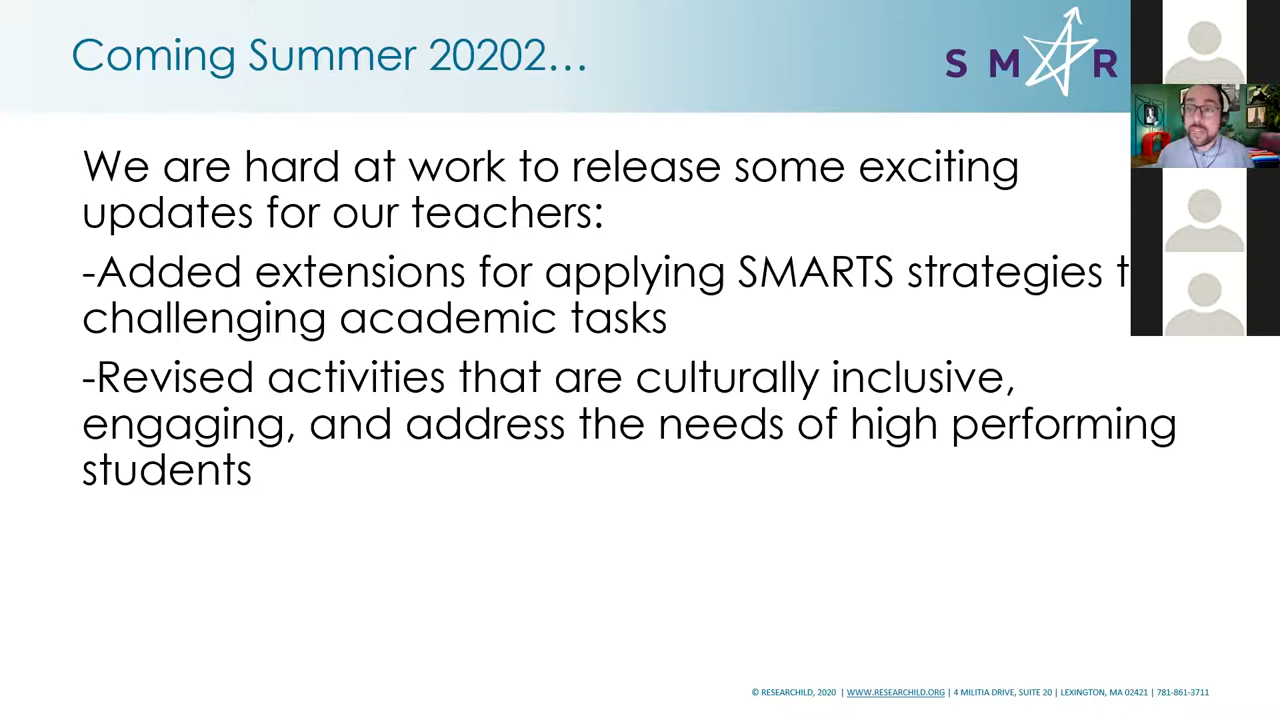 Coming Summer 20202…
S M R
We are hard at work to release some exciting
updates for our teachers:
-Added extensions for applying SMARTS strategies t
challenging academic tasks
-Revised activities that are culturally inclusive,
engaging, and address the needs of high performing
students
© RESEARCHILD, 2020 | WWW.RESEARCHILD.ORG | 4 MILITIA DRIVE, SUITE 20 | LEXINGTON, MA 02421 | 781-861-3711